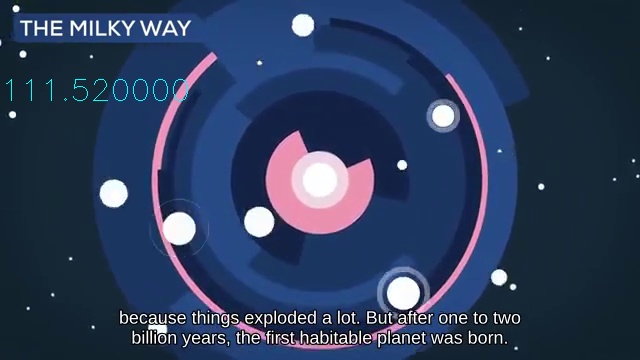 THE MILKY WAY
111.520000
because things exploded a lot. But after one to two
billion years, the first habitable planet was born.